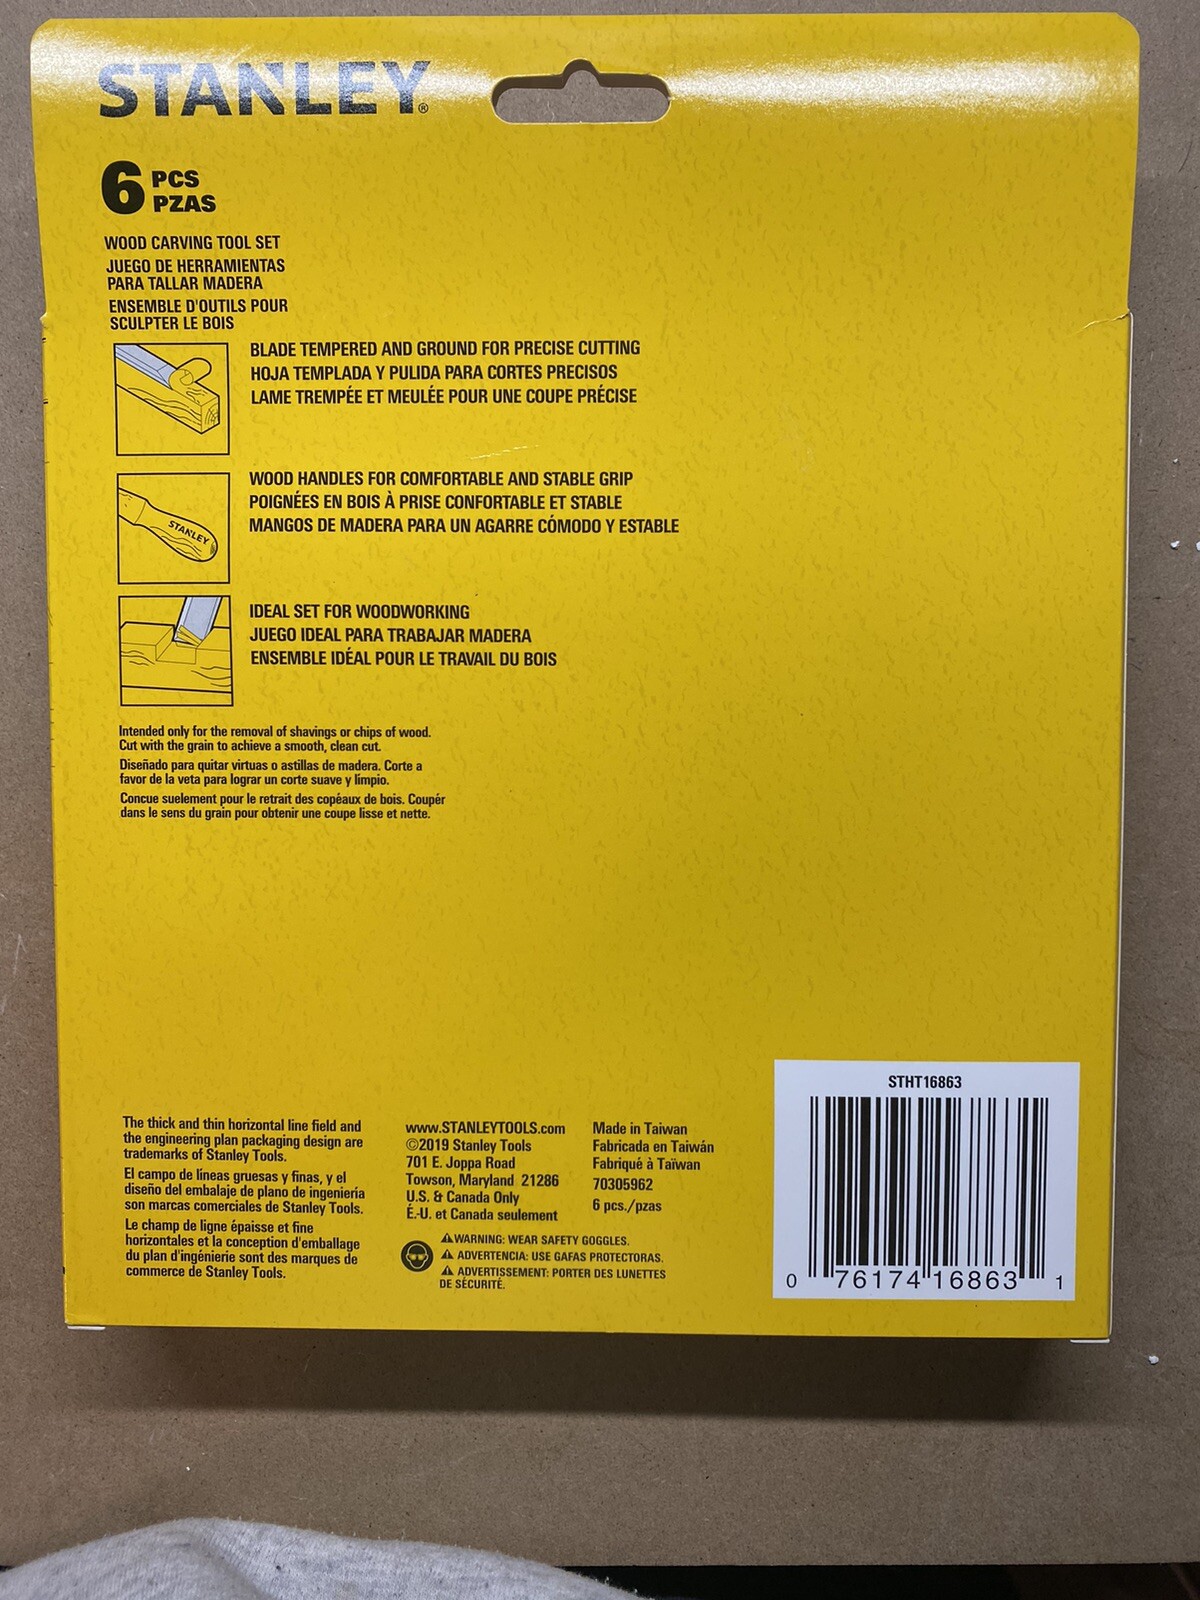 STANLEY®
6 PCS
PZAS
WOOD CARVING TOOL SET
JUEGO DE HERRAMIENTAS
PARA TALLAR MADERA
ENSEMBLE D'OUTILS POUR
SCULPTER LE BOIS
BLADE TEMPERED AND GROUND FOR PRECISE CUTTING
HOJA TEMPLADA Y PULIDA PARA CORTES PRECISOS
LAME TREMPÉE ET MEULÉE POUR UNE COUPE PRÉCISE
STANLEY
WOOD HANDLES FOR COMFORTABLE AND STABLE GRIP
POIGNÉES EN BOIS À PRISE CONFORTABLE ET STABLE
MANGOS DE MADERA PARA UN AGARRE CÓMODO Y ESTABLE
IDEAL SET FOR WOODWORKING
JUEGO IDEAL PARA TRABAJAR MADERA
ENSEMBLE IDÉAL POUR LE TRAVAIL DU BOIS
Intended only for the removal of shavings or chips of wood.
Cut with the grain to achieve a smooth, clean cut.
Diseñado para quitar virtuas o astillas de madera. Corte a
favor de la veta para lograr un corte suave y límpio.
Concue suelement pour le retrait des copéaux de bois. Coupér
dans le sens du grain pour obtenir une coupe lisse et nette.
The thick and thin horizontal line field and
the engineering plan packaging design are
trademarks of Stanley Tools.
El campo de líneas gruesas y finas, y el
diseño del embalaje de plano de ingeniería
son marcas comerciales de Stanley Tools.
Le champ de ligne épaisse et fine
horizontales et la conception d'emballage
du plan d'ingénierie sont des marques de
commerce de Stanley Tools.
www.STANLEYTOOLS.com
©2019 Stanley Tools
701 E. Joppa Road
Towson, Maryland 21286
U.S. & Canada Only
É.-U. et Canada seulement
Made in Taiwan
Fabricada en Taiwán
Fabriqué à Taïwan
70305962
6 pcs./pzas
⚠WARNING: WEAR SAFETY GOGGLES.
⚠ ADVERTENCIA: USE GAFAS PROTECTORAS.
⚠ ADVERTISSEMENT: PORTER DES LUNETTES
DE SÉCURITÉ.
STHT16863
0 76174 16863 1